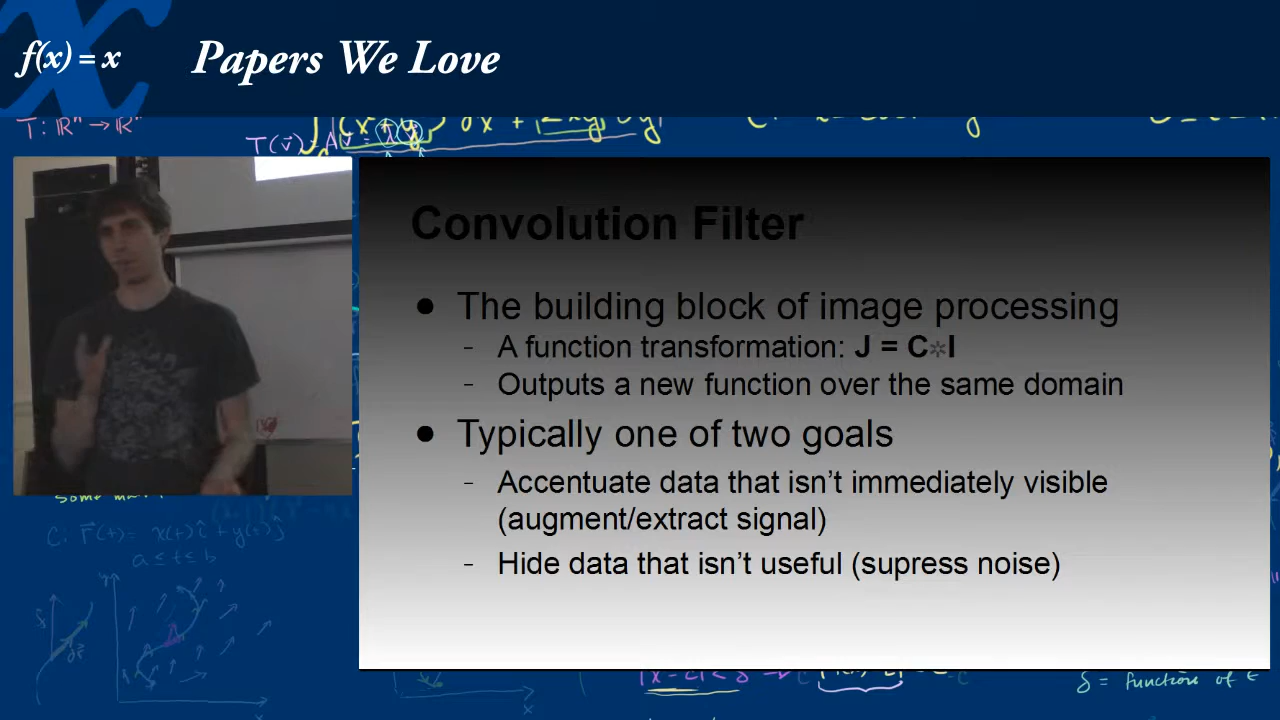 f(x) = x Papers We Love
T: ℝⁿ → ℝⁿ
Convolution Filter
● The building block of image processing
- A function transformation: J = C✲I
- Outputs a new function over the same domain
● Typically one of two goals
- Accentuate data that isn't immediately visible
(augment/extract signal)
- Hide data that isn't useful (supress noise)
C: r⃗(t)= x(t)î + y(t)ĵ
a ≤ t ≤ b
δ = function of ε